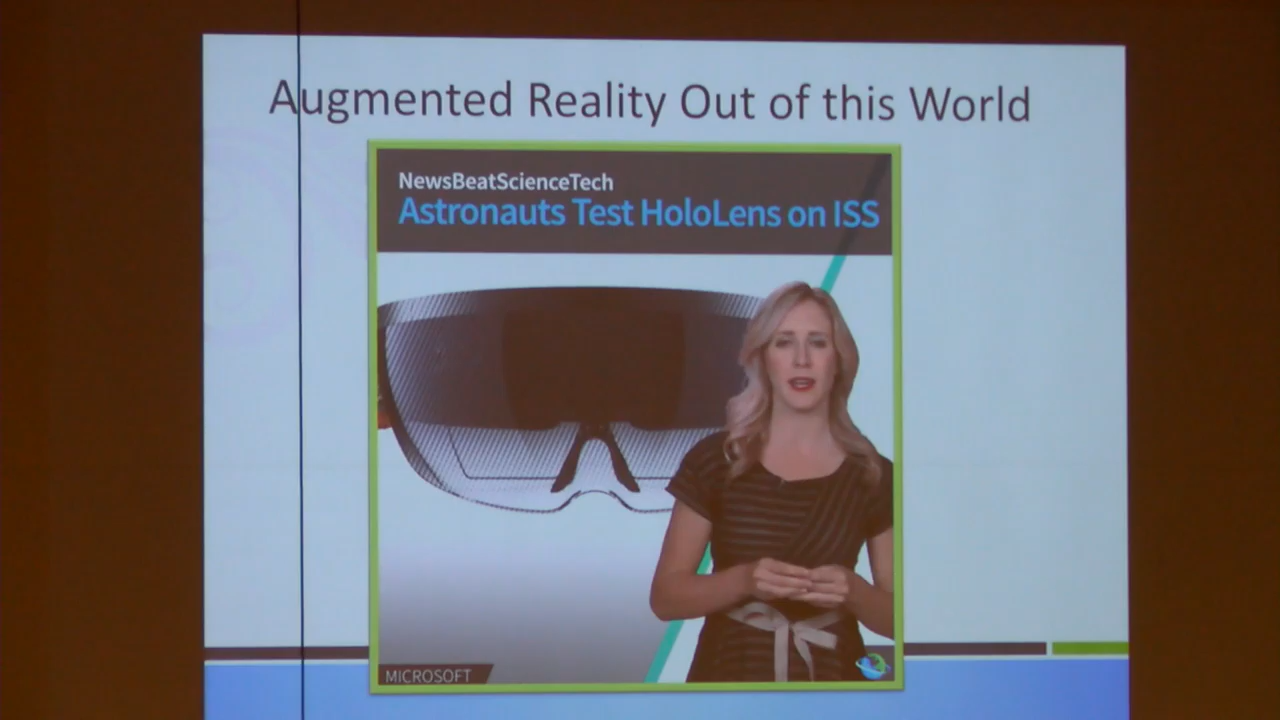 Augmented Reality Out of this World
NewsBeatScienceTech
Astronauts Test HoloLens on ISS
MICROSOFT